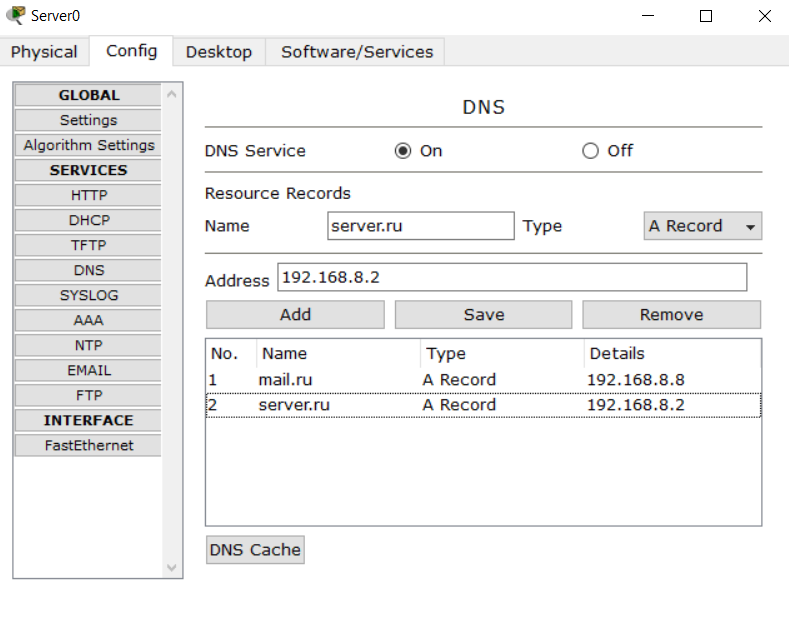 Server0
Physical Config Desktop Software/Services
GLOBAL
Settings
Algorithm Settings
SERVICES
HTTP
DHCP
TFTP
DNS
SYSLOG
AAA
NTP
EMAIL
FTP
INTERFACE
FastEthernet
DNS
DNS Service On Off
Resource Records
Name server.ru Type A Record
Address 192.168.8.2
Add Save Remove
No. Name Type Details
1 mail.ru A Record 192.168.8.8
2 server.ru A Record 192.168.8.2
DNS Cache